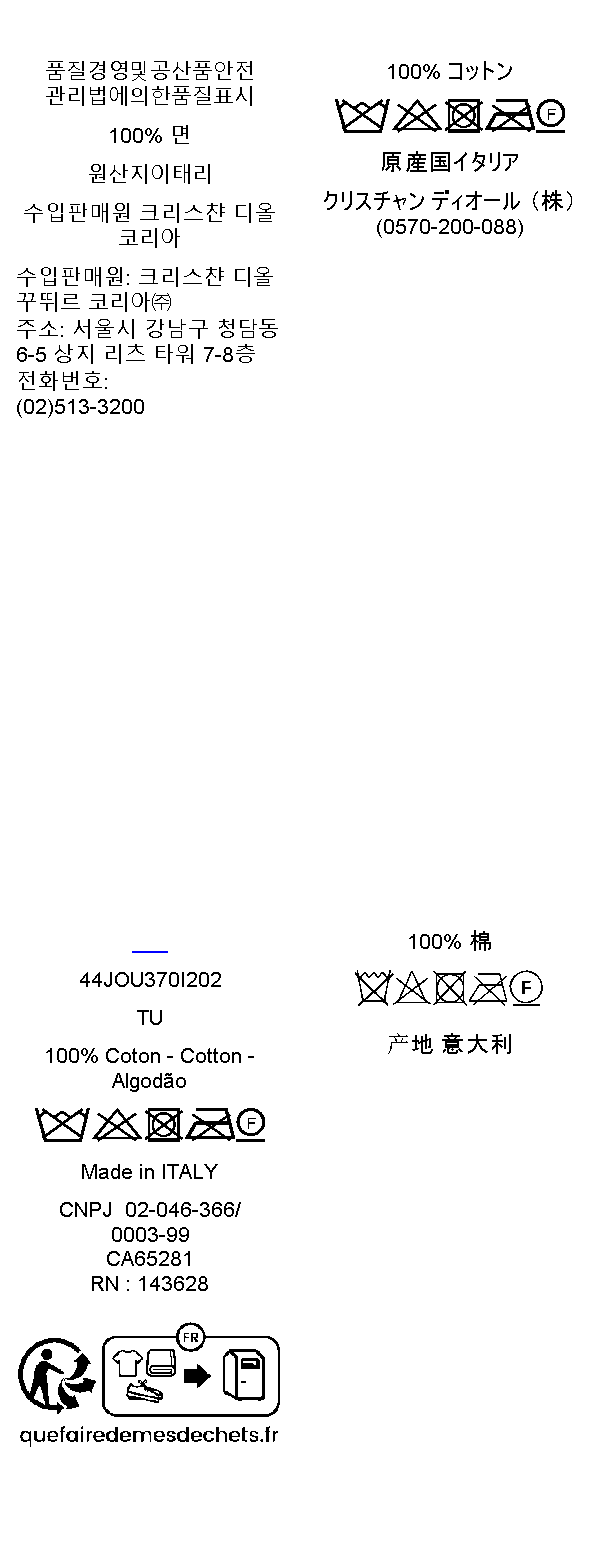 품질경영및공산품안전
관리법에의한품질표시
100% 면
원산지이태리
수입판매원 크리스챤 디올
코리아
수입판매원: 크리스챤 디올
꾸뛰르 코리아㈜
주소: 서울시 강남구 청담동
6-5 상지 리츠 타워 7-8층
전화번호:
(02)513-3200
100% コットン
F
原産国イタリア
クリスチャン ディオール（株）
(0570-200-088)
44JOU370I202
TU
100% Coton - Cotton -
Algodão
F
Made in ITALY
CNPJ 02-046-366/
0003-99
CA65281
RN : 143628
FR
quefairedemesdechets.fr
100% 棉
F
产地 意大利